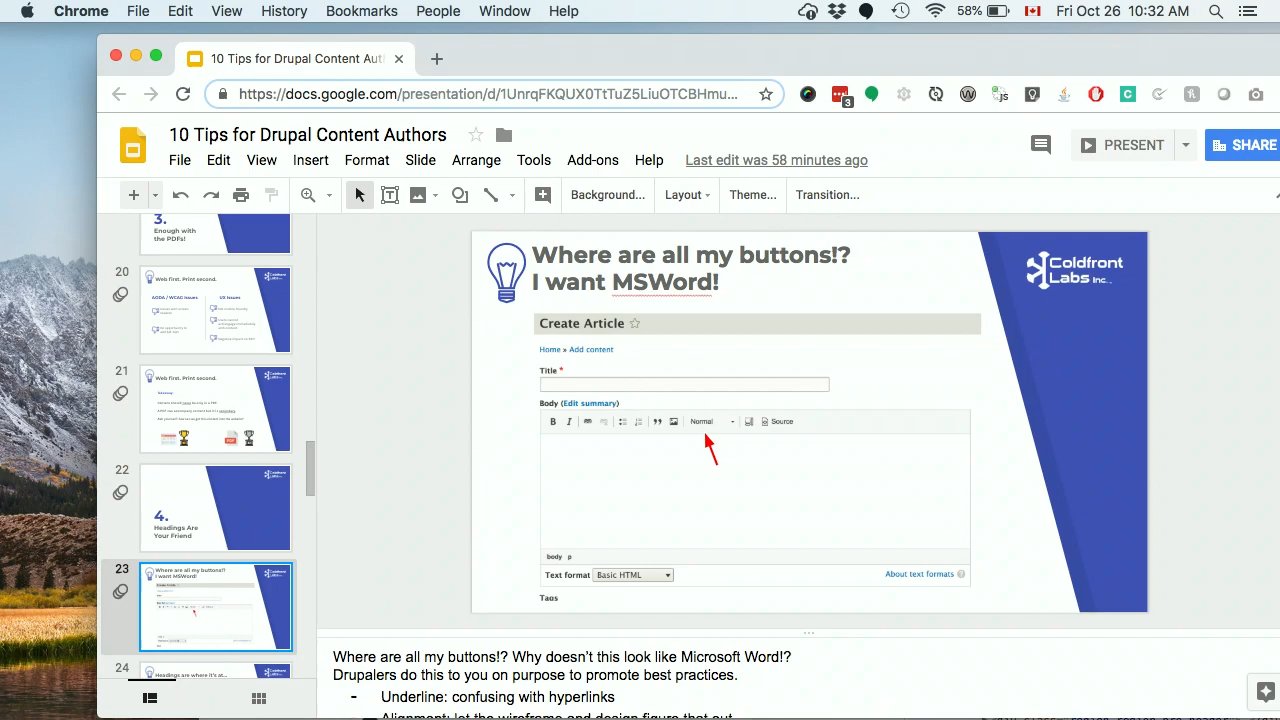 Chrome File Edit View History Bookmarks People Window Help 58% Fri Oct 26 10:32 AM
10 Tips for Drupal Content Aut
https://docs.google.com/presentation/d/1UnrqFKQUX0TtTuZ5LiuOTCBHmu...
3
10 Tips for Drupal Content Authors
PRESENT SHARE
File Edit View Insert Format Slide Arrange Tools Add-ons Help Last edit was 58 minutes ago
Background... Layout Theme... Transition...
3.
Enough with
the PDFs!
20
Web first. Print second.
AODA / WCAG Issues UX Issues
21
Web first. Print second.
22
4.
Headings Are
Your Friend
23
Where are all my buttons!?
I want MSWord!
24
Headings are where it's at...
Where are all my buttons!?
I want MSWord!
Coldfront
Labs Inc.
Create Article
Home » Add content
Title *
Body (Edit summary)
B I Normal Source
body p
Text format Basic HTML About text formats
Tags
Where are all my buttons!? Why doesn't this look like Microsoft Word!?
Drupalers do this to you on purpose to promote best practices.
- Underline: confusing with hyperlinks